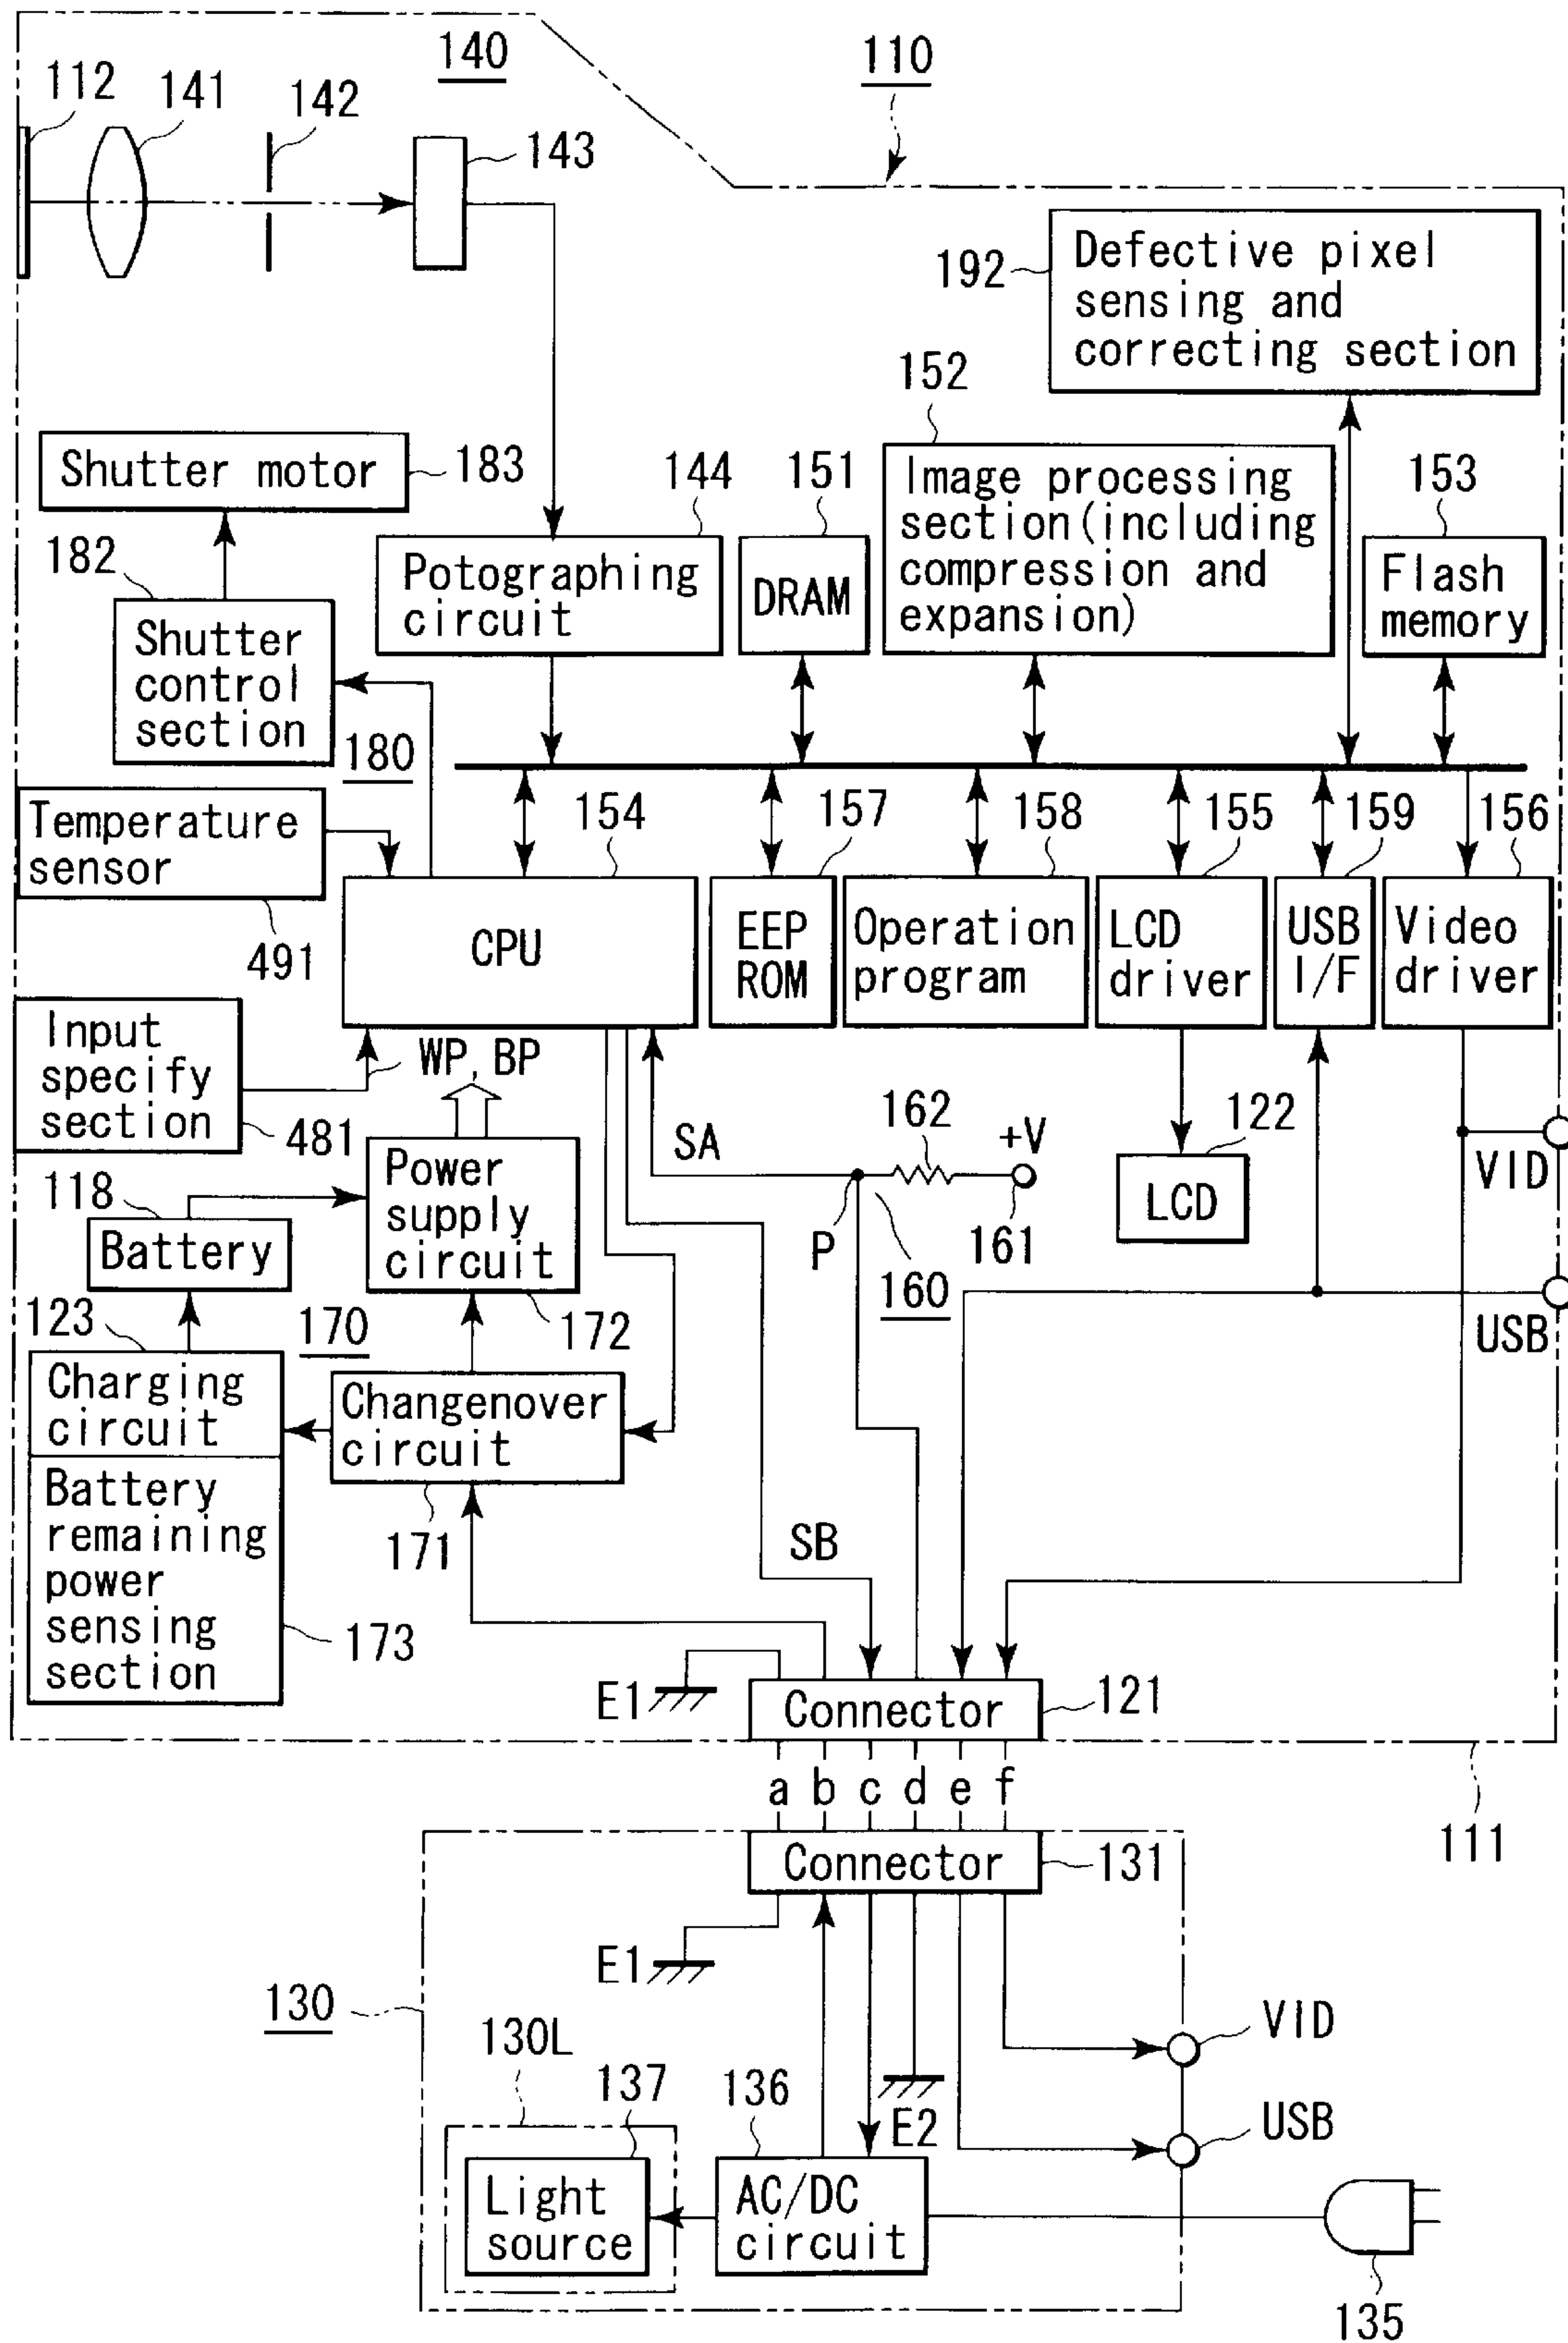 140
110
112
141
142
143
192
Defective pixel
sensing and
correcting section
152
Shutter motor
183
144
151
Image processing
section(including
compression and
expansion)
153
182
Potographing
circuit
DRAM
Flash
memory
Shutter
control
section
180
Temperature
sensor
491
154
157
158
155
159
156
CPU
EEP
ROM
Operation
program
LCD
driver
USB
I/F
Video
driver
Input
specify
section
481
WP, BP
SA
162
+V
161
P
160
122
LCD
VID
USB
118
Battery
Power
supply
circuit
172
123
170
Charging
circuit
Changenover
circuit
171
Battery
remaining
power
sensing
section
173
SB
E1
Connector
121
a b c d e f
111
Connector
131
E1
130
130L
137
136
E2
VID
USB
Light
source
AC/DC
circuit
135